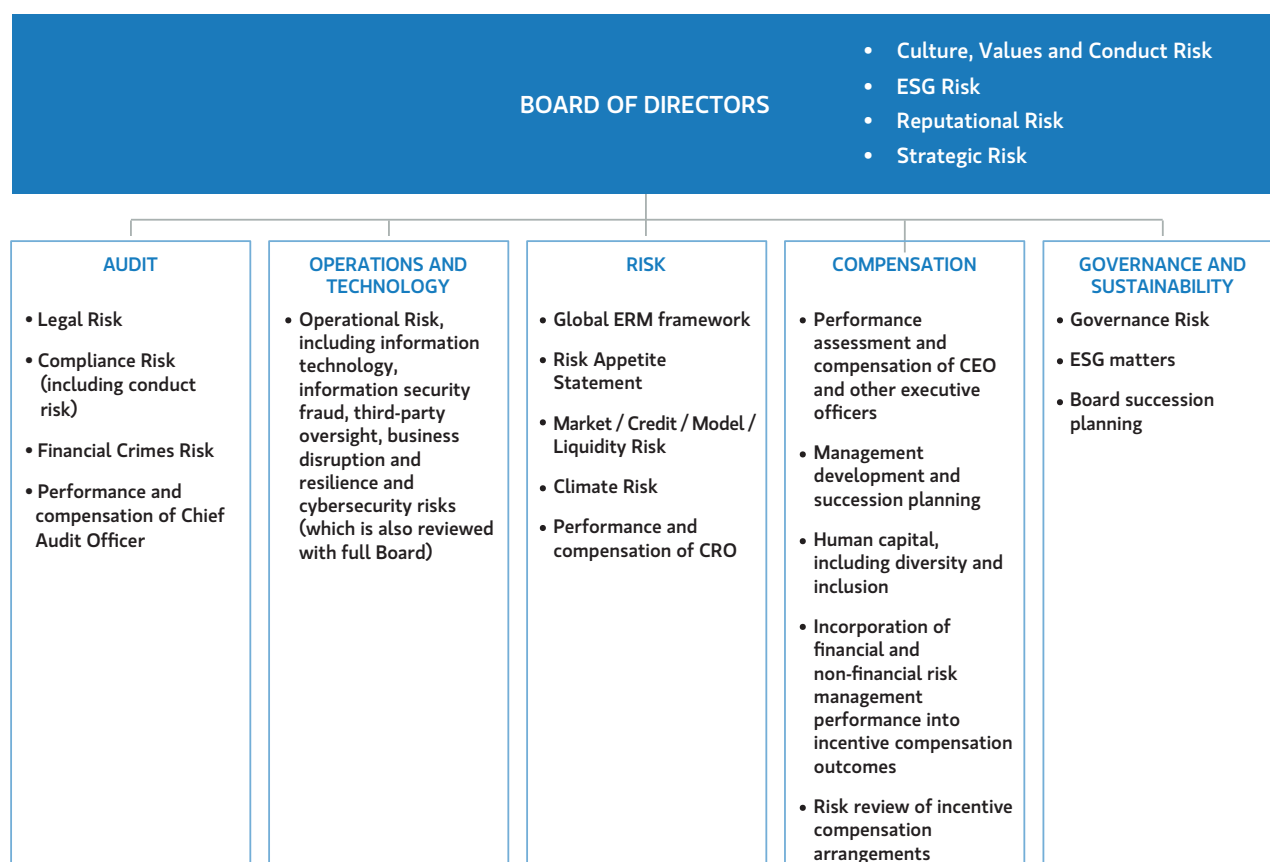 BOARD OF DIRECTORS
• Culture, Values and Conduct Risk
• ESG Risk
• Reputational Risk
• Strategic Risk
AUDIT
• Legal Risk
• Compliance Risk
(including conduct
risk)
• Financial Crimes Risk
• Performance and
compensation of Chief
Audit Officer
OPERATIONS AND
TECHNOLOGY
• Operational Risk,
including information
technology,
information security
fraud, third-party
oversight, business
disruption and
resilience and
cybersecurity risks
(which is also reviewed
with full Board)
RISK
• Global ERM framework
• Risk Appetite
Statement
• Market / Credit / Model /
Liquidity Risk
• Climate Risk
• Performance and
compensation of CRO
COMPENSATION
• Performance
assessment and
compensation of CEO
and other executive
officers
• Management
development and
succession planning
• Human capital,
including diversity and
inclusion
• Incorporation of
financial and
non-financial risk
management
performance into
incentive compensation
outcomes
• Risk review of incentive
compensation
arrangements
GOVERNANCE AND
SUSTAINABILITY
• Governance Risk
• ESG matters
• Board succession
planning